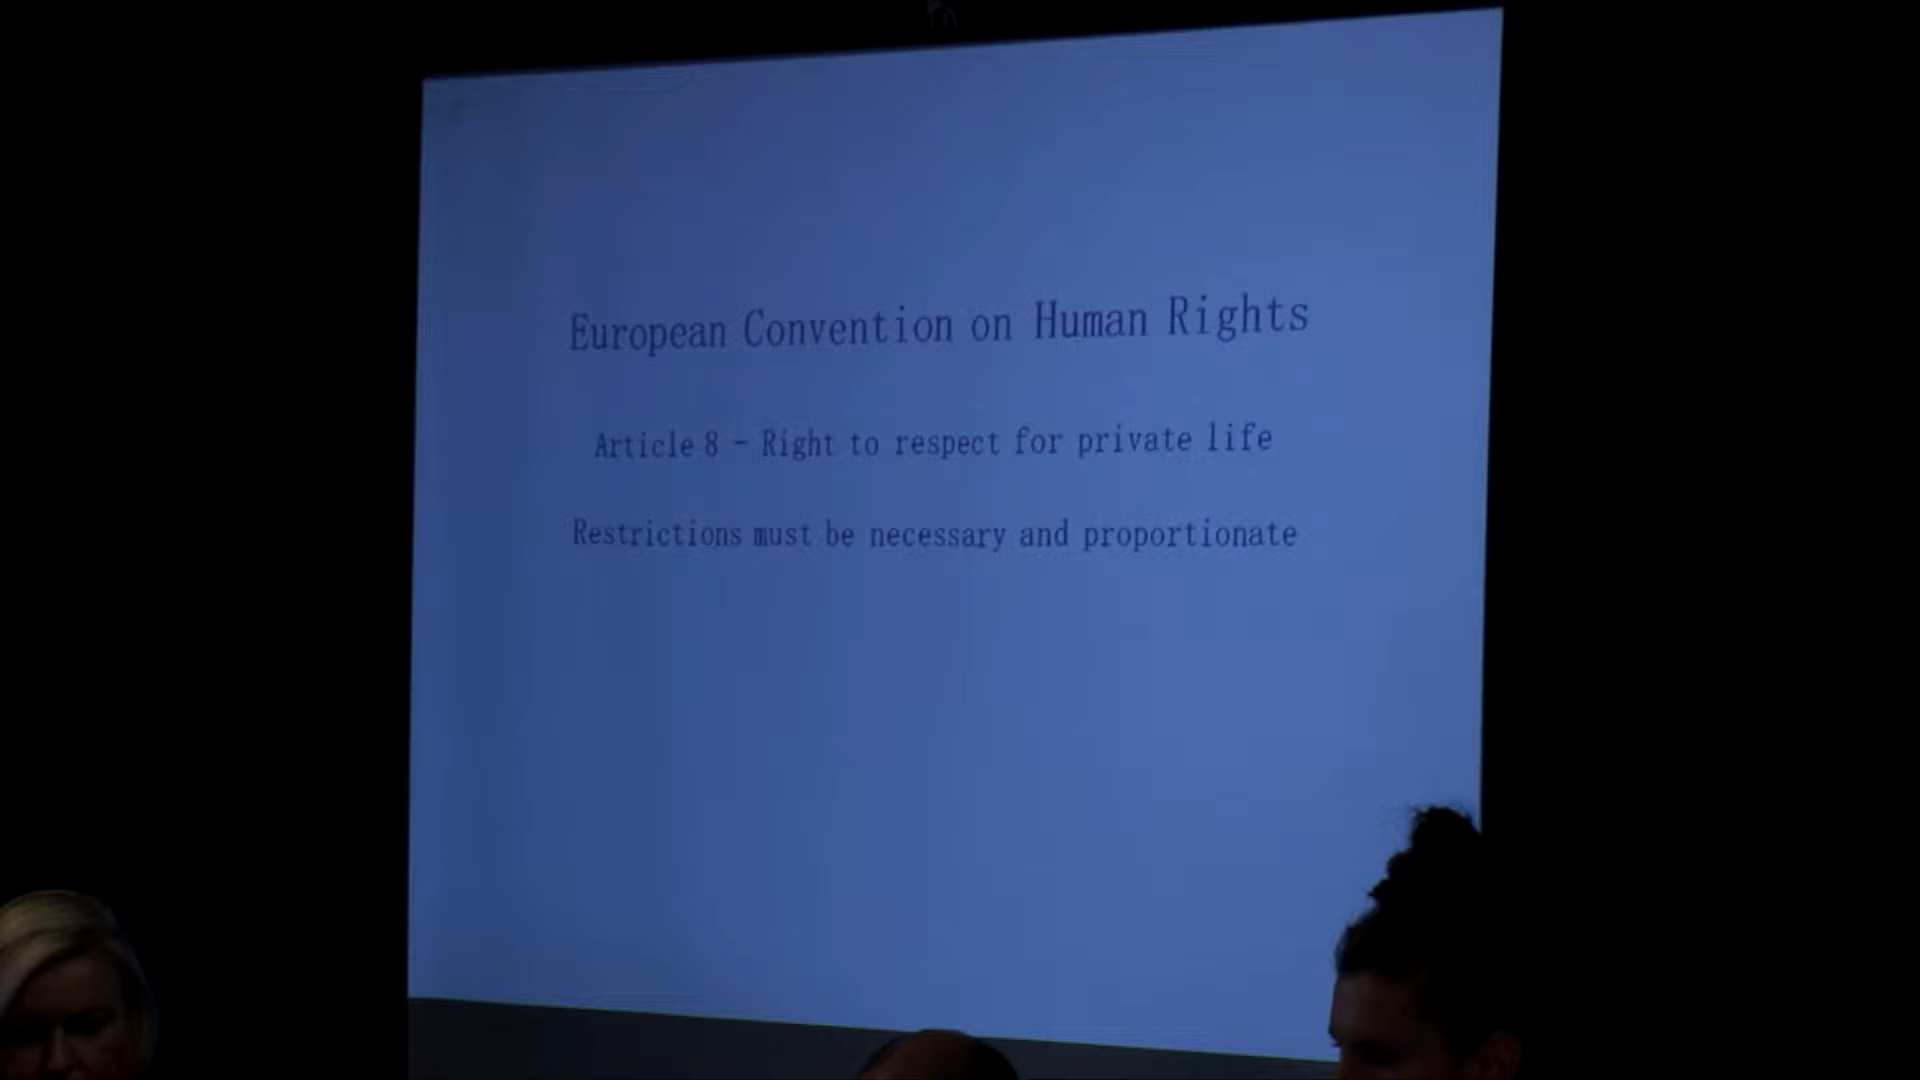 European Convention on Human Rights
Article 8 - Right to respect for private life
Restrictions must be necessary and proportionate